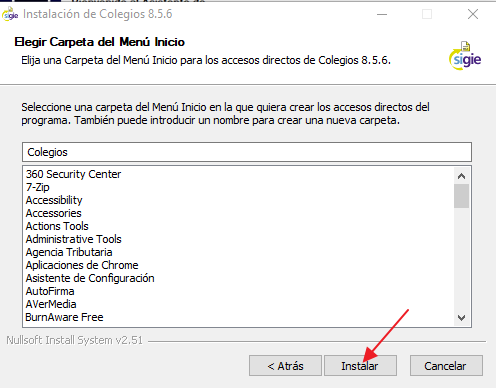 Instalación de Colegios 8.5.6
Elegir Carpeta del Menú Inicio
Elija una Carpeta del Menú Inicio para los accesos directos de Colegios 8.5.6.
sigie
Seleccione una carpeta del Menú Inicio en la que quiera crear los accesos directos del
programa. También puede introducir un nombre para crear una nueva carpeta.
Colegios
360 Security Center
7-Zip
Accessibility
Accessories
Actions Tools
Administrative Tools
Agencia Tributaria
Aplicaciones de Chrome
Asistente de Configuración
AutoFirma
AVerMedia
BurnAware Free
Nullsoft Install System v2.51
< Atrás
Instalar
Cancelar